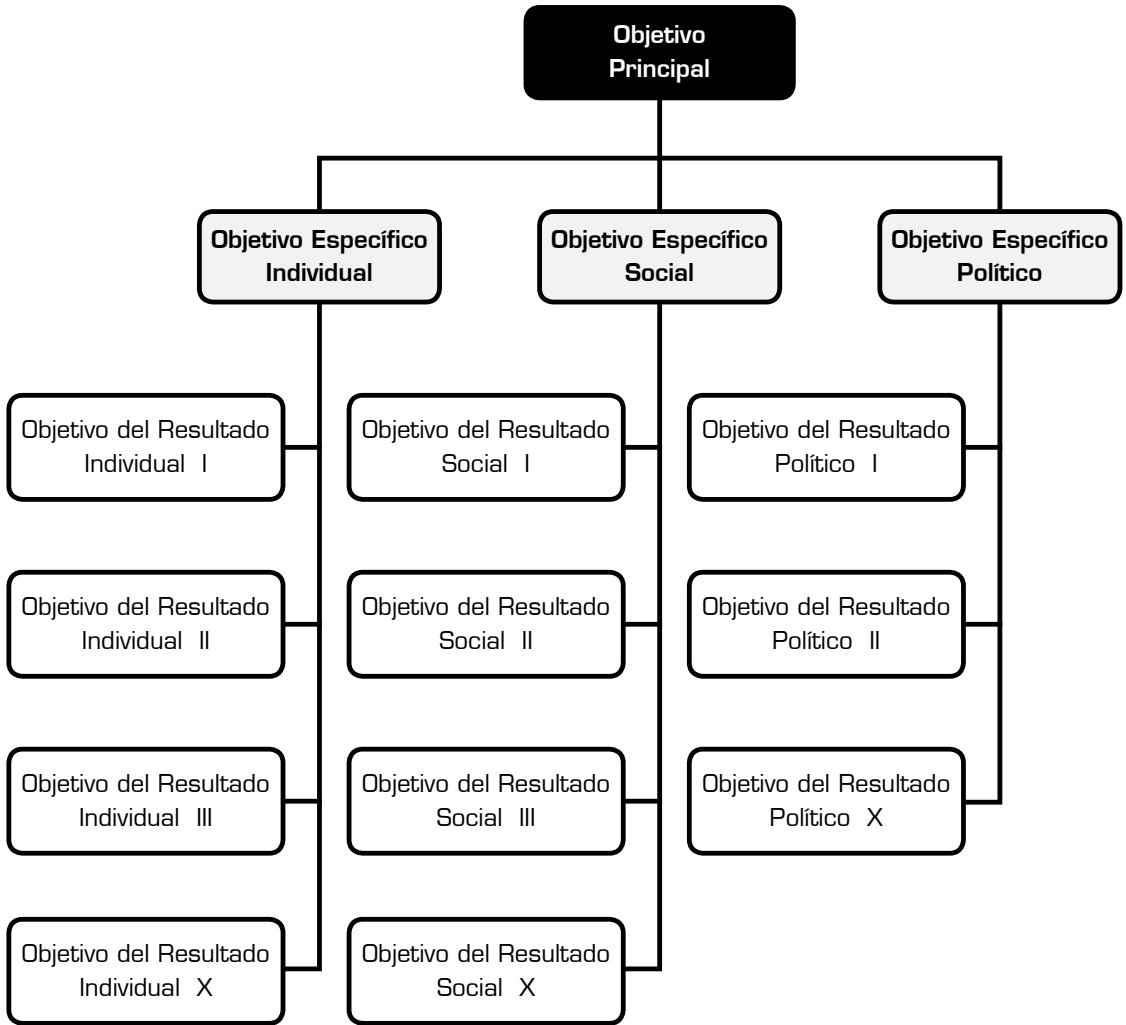 Objetivo
Principal
Objetivo Específico
Individual
Objetivo Específico
Social
Objetivo Específico
Político
Objetivo del Resultado
Individual I
Objetivo del Resultado
Social I
Objetivo del Resultado
Político I
Objetivo del Resultado
Individual II
Objetivo del Resultado
Social II
Objetivo del Resultado
Político II
Objetivo del Resultado
Individual III
Objetivo del Resultado
Social III
Objetivo del Resultado
Político X
Objetivo del Resultado
Individual X
Objetivo del Resultado
Social X